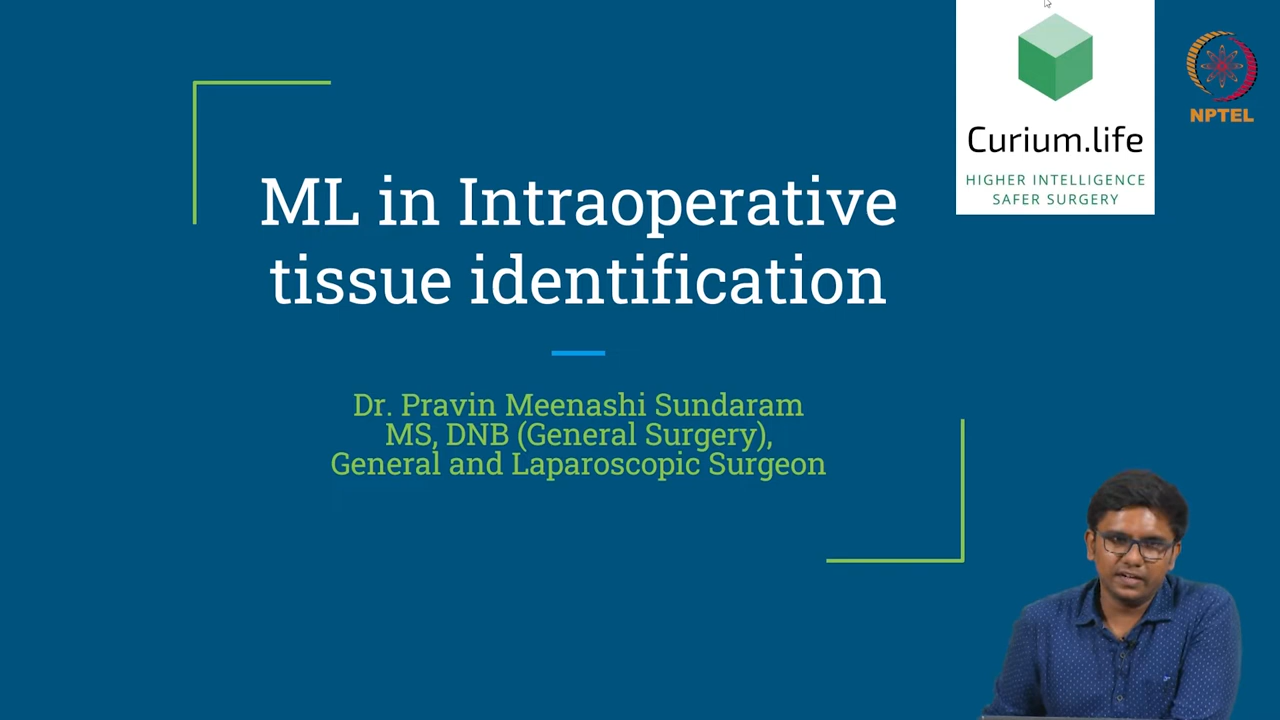 ML in Intraoperative
tissue identification
Dr. Pravin Meenashi Sundaram
MS, DNB (General Surgery),
General and Laparoscopic Surgeon
Curium.life
HIGHER INTELLIGENCE
SAFER SURGERY
NPTEL